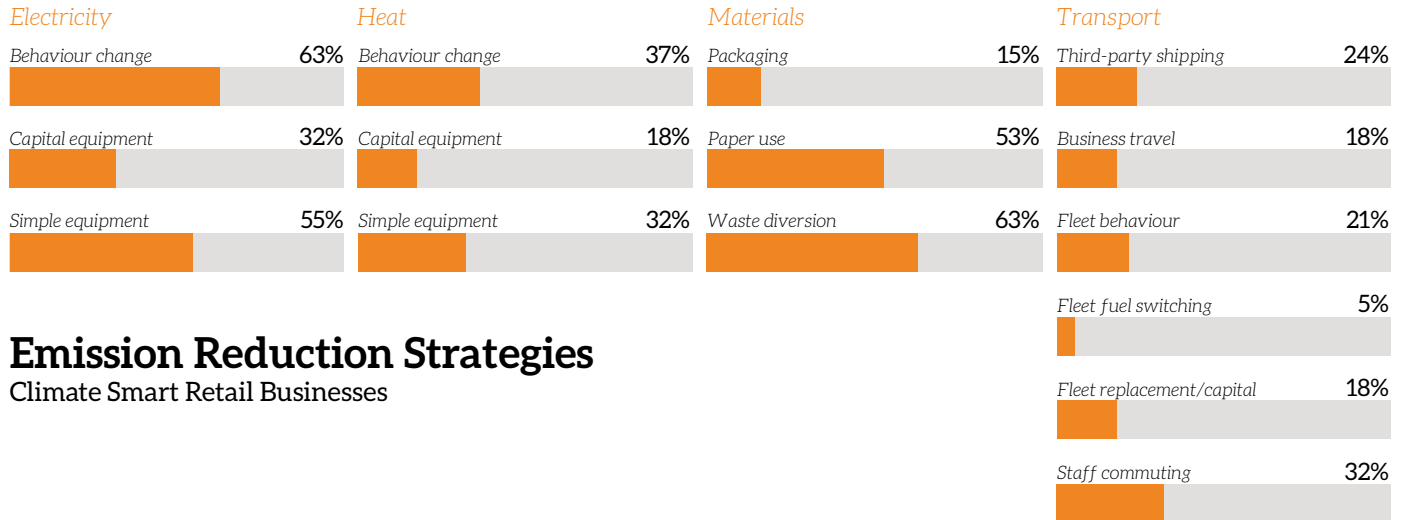 Electricity
Behaviour change 63%
Capital equipment 32%
Simple equipment 55%
Heat
Behaviour change 37%
Capital equipment 18%
Simple equipment 32%
Materials
Packaging 15%
Paper use 53%
Waste diversion 63%
Transport
Third-party shipping 24%
Business travel 18%
Fleet behaviour 21%
Fleet fuel switching 5%
Fleet replacement/capital 18%
Staff commuting 32%
Emission Reduction Strategies
Climate Smart Retail Businesses